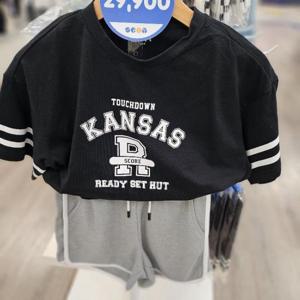 29,900
TOUCHDOWN
KANSAS
R
SCORE
READY SET HUT